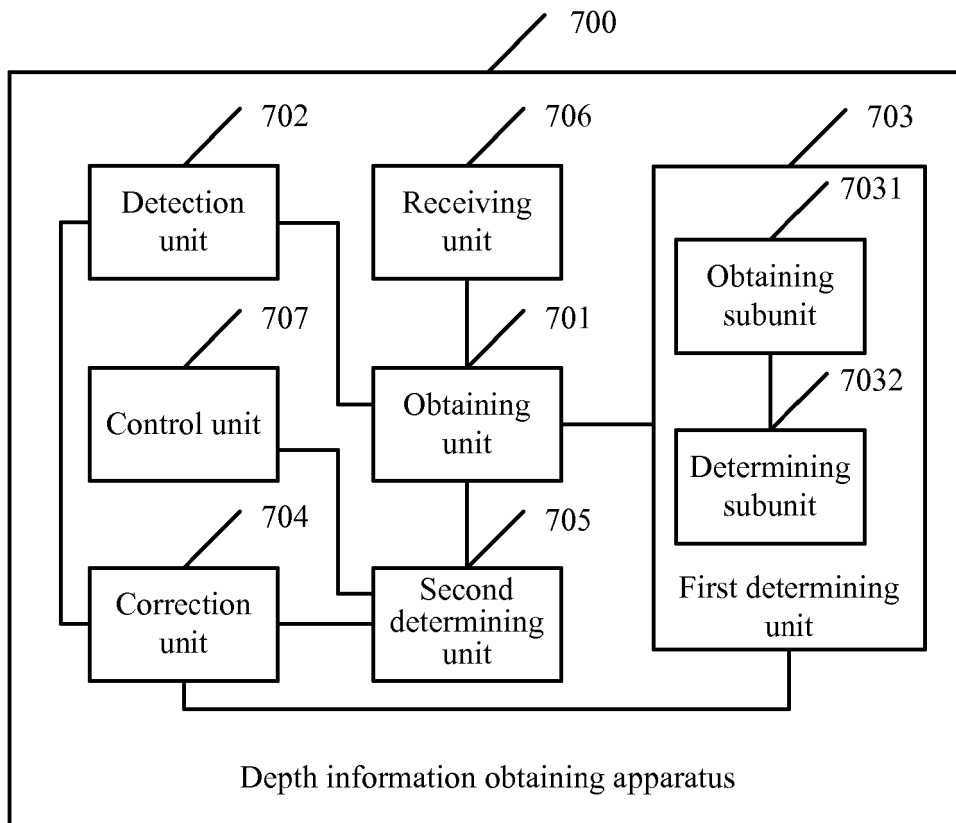 700
702
706
703
Detection
unit
Receiving
unit
7031
Obtaining
subunit
707
701
7032
Control unit
Obtaining
unit
Determining
subunit
704
705
Correction
unit
Second
determining
unit
First determining
unit
Depth information obtaining apparatus